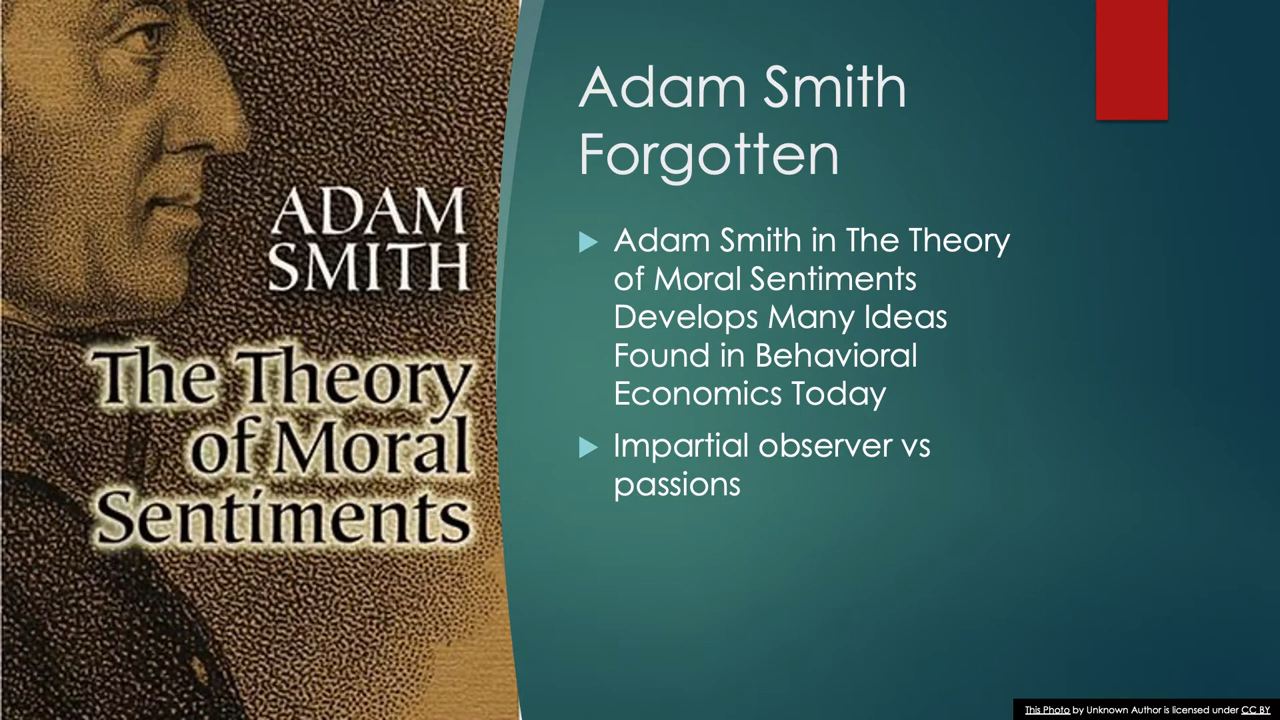 ADAM
SMITH
The Theory
of Moral
Sentiments
Adam Smith
Forgotten
Adam Smith in The Theory
of Moral Sentiments
Develops Many Ideas
Found in Behavioral
Economics Today
Impartial observer vs
passions
This Photo by Unknown Author is licensed under CC BY